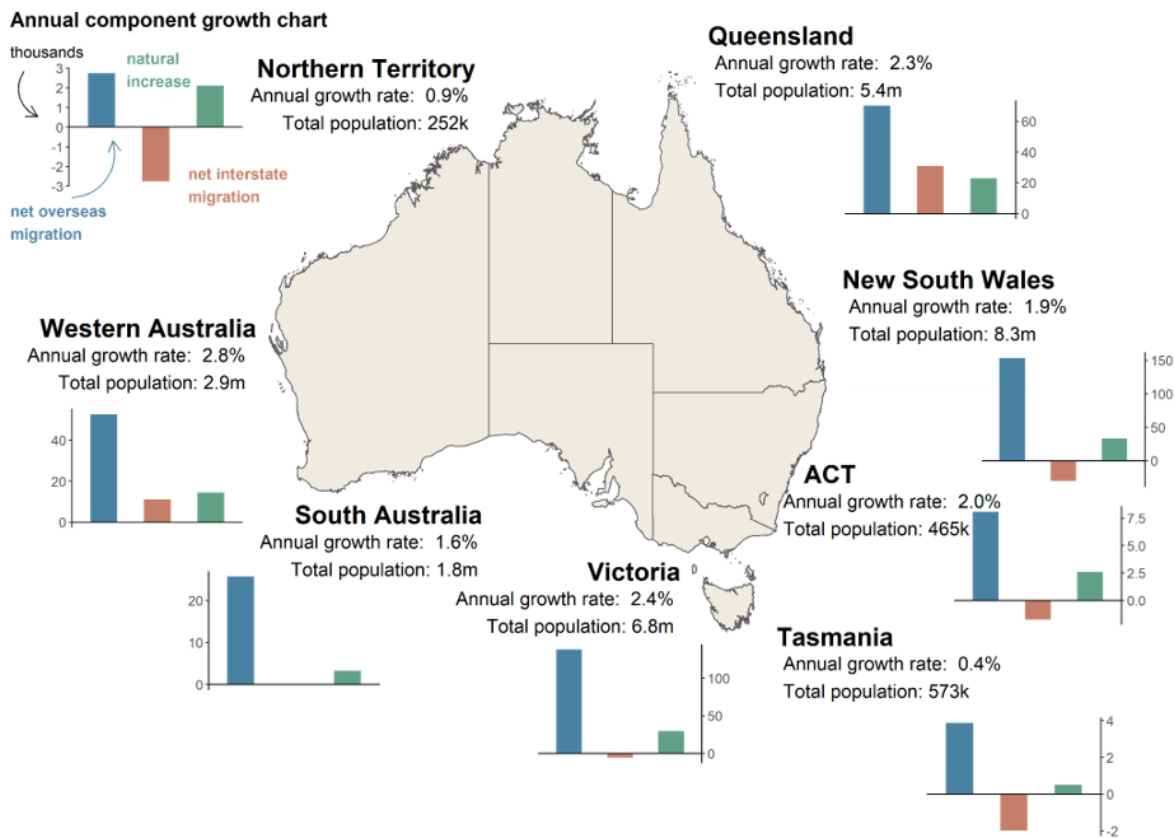 Annual component growth chart
thousands
natural
increase
3
2
1
0
-1
-2
-3
net interstate
migration
net overseas
migration
Northern Territory
Annual growth rate: 0.9%
Total population: 252k
Queensland
Annual growth rate: 2.3%
Total population: 5.4m
60
40
20
0
New South Wales
Annual growth rate: 1.9%
Total population: 8.3m
150
100
50
0
Western Australia
Annual growth rate: 2.8%
Total population: 2.9m
40
20
0
ACT
Annual growth rate: 2.0%
Total population: 465k
7.5
5.0
2.5
0.0
South Australia
Annual growth rate: 1.6%
Total population: 1.8m
20
10
0
Victoria
Annual growth rate: 2.4%
Total population: 6.8m
100
50
0
Tasmania
Annual growth rate: 0.4%
Total population: 573k
4
2
0
-2